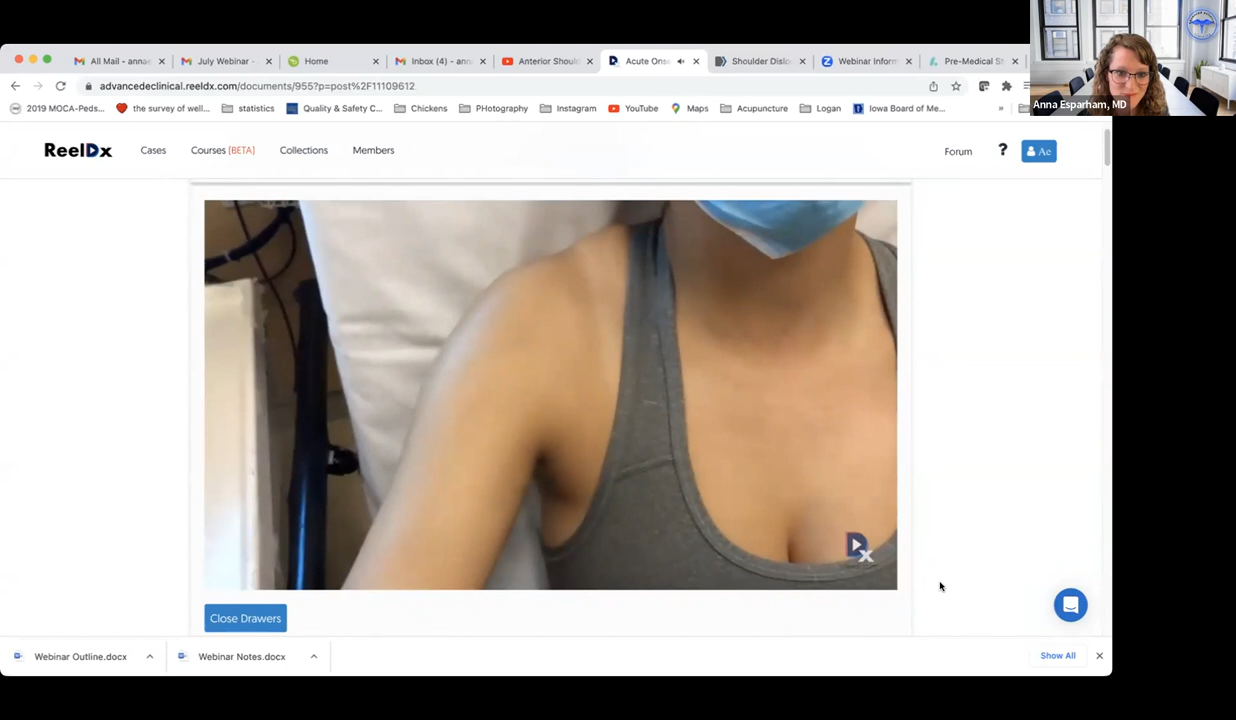 All Mail - annae
July Webinar -
Home
Inbox (4) - ann
Anterior Should
Acute Ons
Shoulder Dislo
Webinar Inform
Pre-Medical St
advancedeclinical.reeldx.com/documents/955?p=post%2F11109612
2019 MOCA-Peds...
the survey of well...
statistics
Quality & Safety C...
Chickens
PHotography
Instagram
YouTube
Maps
Acupuncture
Logan
Iowa Board of Me...
»
Anna Esparham, MD
ReelDx
Cases
Courses [BETA]
Collections
Members
Forum
?
Ae
Dx
Close Drawers
Webinar Outline.docx
Webinar Notes.docx
Show All